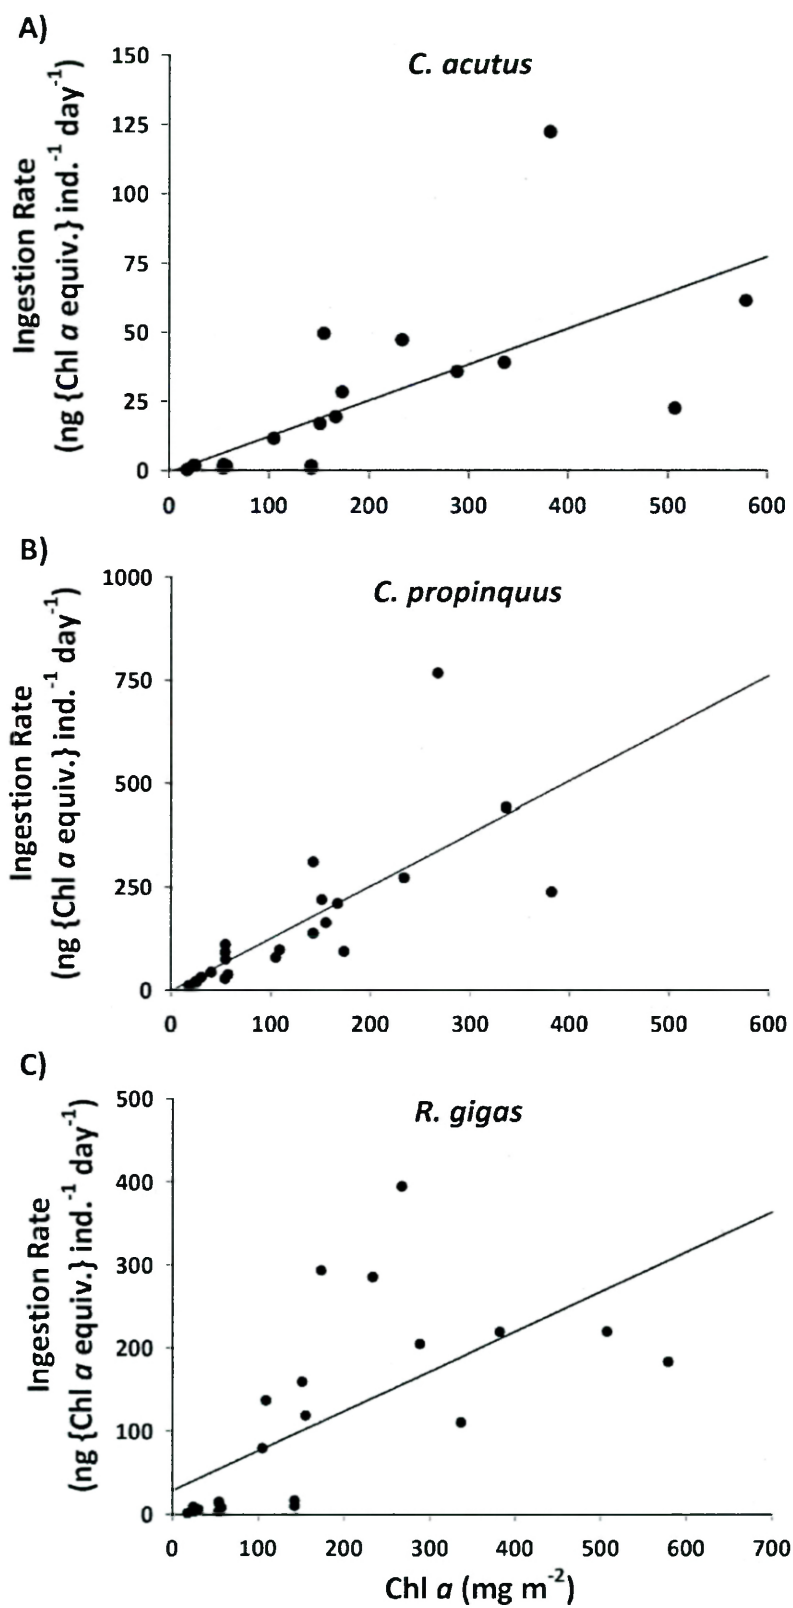 A)
C. acutus
Ingestion Rate
(ng {Chl a equiv.} ind.⁻¹ day⁻¹)
150
125
100
75
50
25
0
0 100 200 300 400 500 600
B)
C. propinquus
Ingestion Rate
(ng {Chl a equiv.} ind.⁻¹ day⁻¹)
1000
750
500
250
0
0 100 200 300 400 500 600
C)
R. gigas
Ingestion Rate
(ng {Chl a equiv.} ind.⁻¹ day⁻¹)
500
400
300
200
100
0
0 100 200 300 400 500 600 700
Chl a (mg m⁻²)